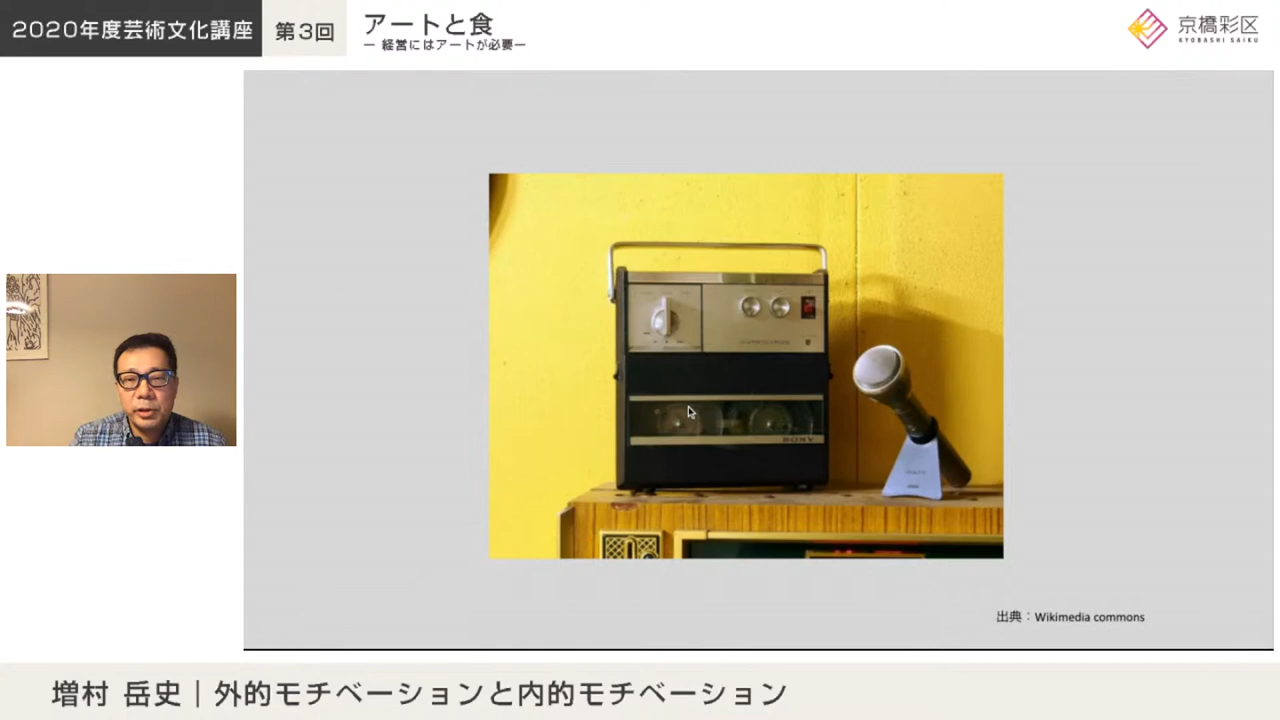 2020年度芸術文化講座
第3回
アートと食
ー 経営にはアートが必要ー
京橋彩区
KYOBASHI SAIKU
SONY
出典：Wikimedia commons
増村 岳史｜外的モチベーションと内的モチベーション